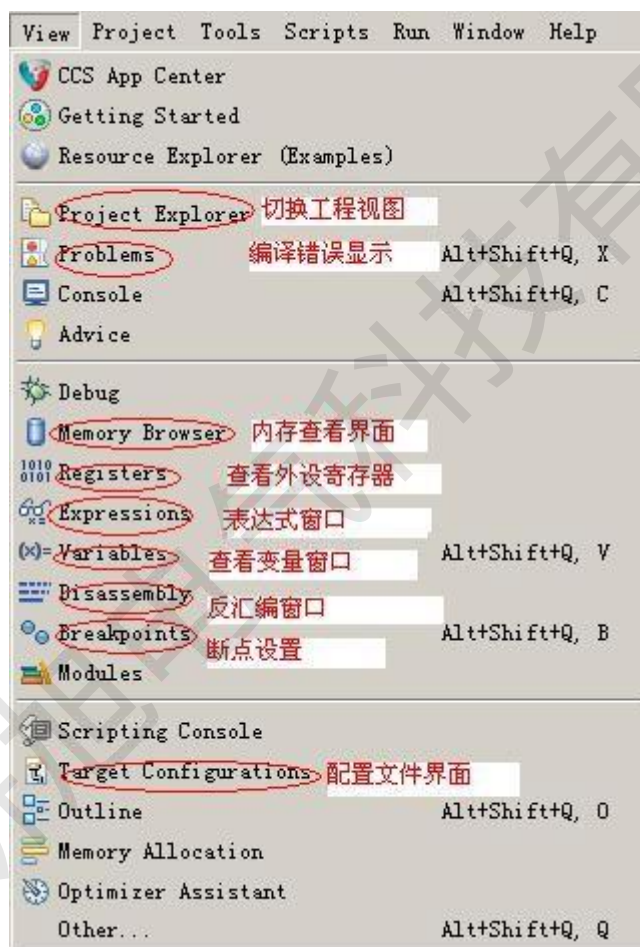 View Project Tools Scripts Run Window Help
CCS App Center
Getting Started
Resource Explorer (Examples)
Project Explorer 切换工程视图
Problems 编译错误显示 Alt+Shift+Q, X
Console Alt+Shift+Q, C
Advice
Debug
Memory Browser 内存查看界面
Registers 查看外设寄存器
Expressions 表达式窗口
(x)= Variables 查看变量窗口 Alt+Shift+Q, V
Disassembly 反汇编窗口
Breakpoints 断点设置 Alt+Shift+Q, B
Modules
Scripting Console
Target Configurations 配置文件界面
Outline Alt+Shift+Q, O
Memory Allocation
Optimizer Assistant
Other... Alt+Shift+Q, Q